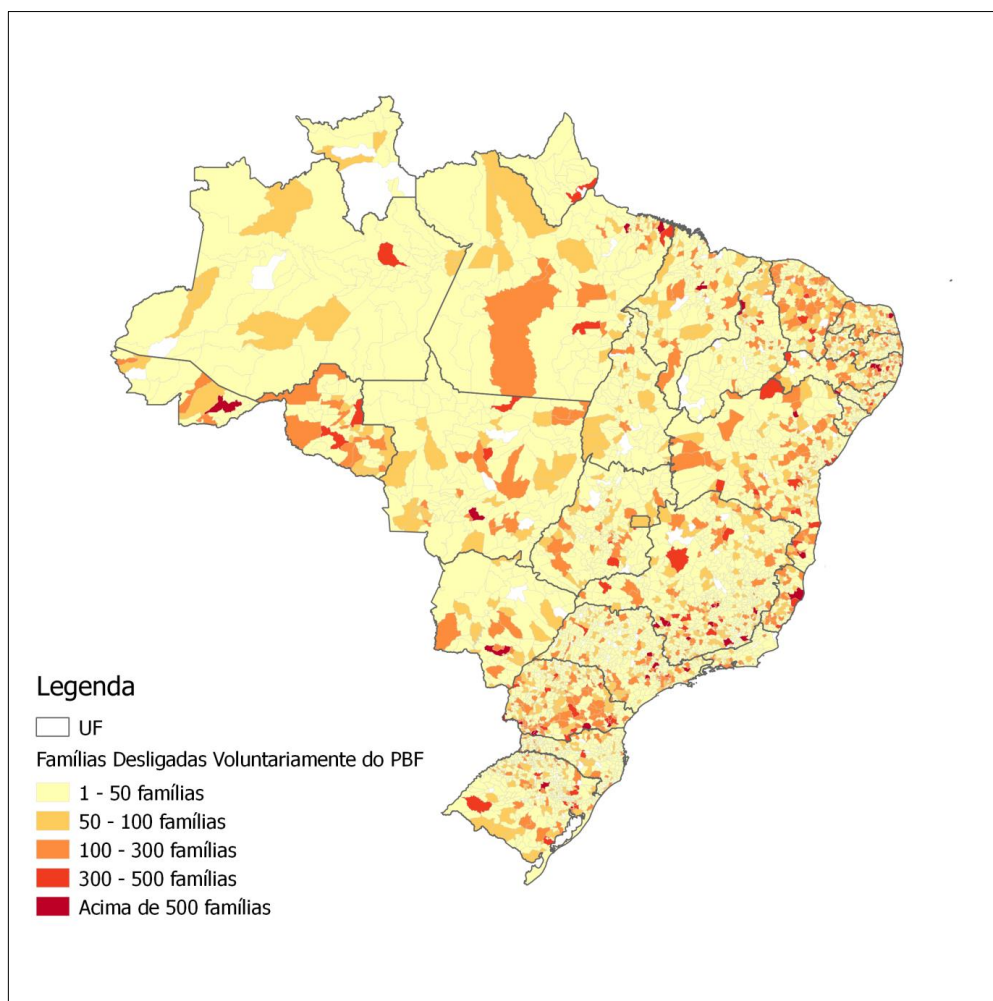 Legenda
UF
Famílias Desligadas Voluntariamente do PBF
1 - 50 famílias
50 - 100 famílias
100 - 300 famílias
300 - 500 famílias
Acima de 500 famílias